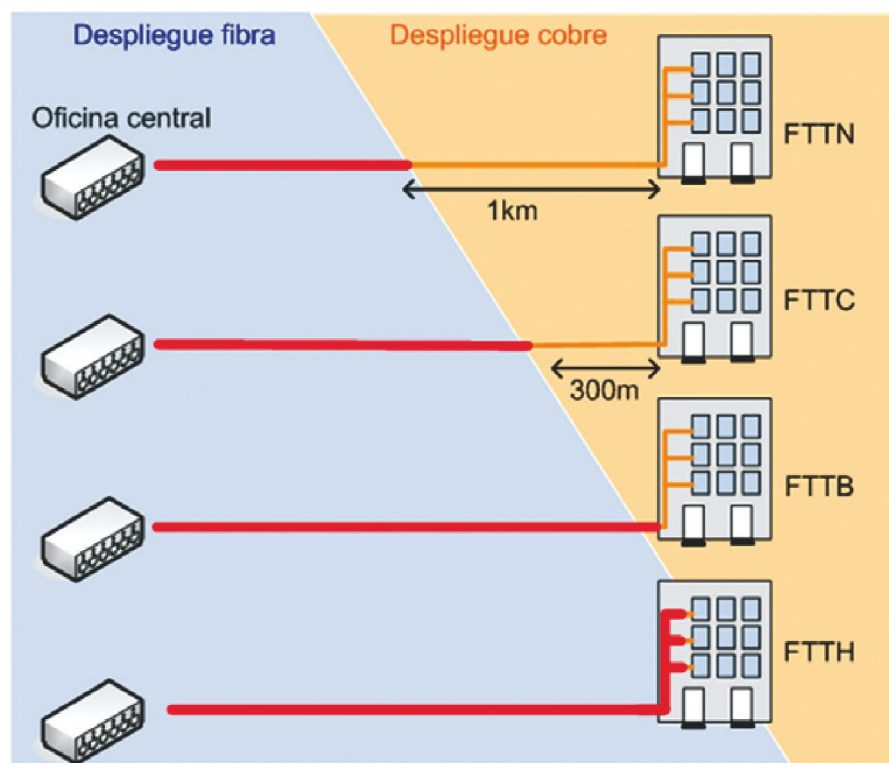 Despliegue fibra
Despliegue cobre
Oficina central
FTTN
1km
FTTC
300m
FTTB
FTTH